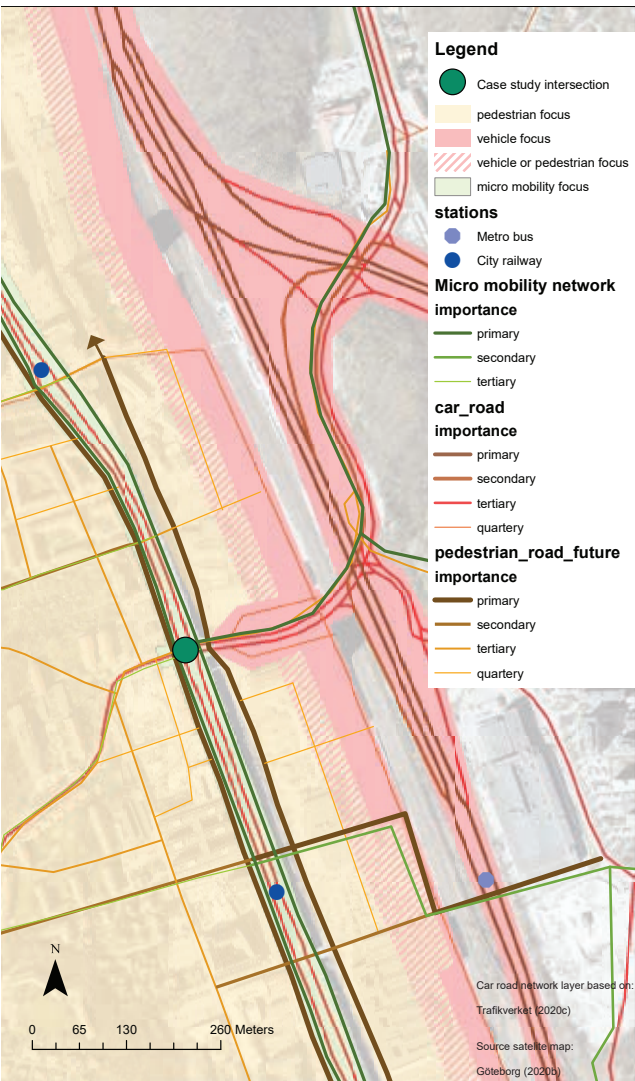 Legend
Case study intersection
pedestrian focus
vehicle focus
vehicle or pedestrian focus
micro mobility focus
stations
Metro bus
City railway
Micro mobility network
importance
primary
secondary
tertiary
car_road
importance
primary
secondary
tertiary
quartery
pedestrian_road_future
importance
primary
secondary
tertiary
quartery
N
0 65 130 260 Meters
Car road network layer based on:
Trafikverket (2020c)
Source satelite map:
Göteborg (2020b)